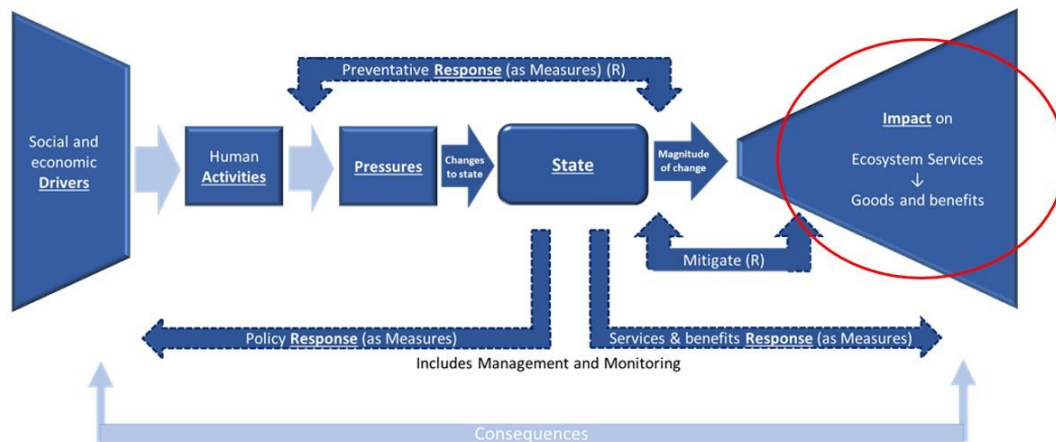 Preventative Response (as Measures) (R)
Social and
economic
Drivers
Human
Activities
Pressures
Changes
to state
State
Magnitude
of change
Impact on
Ecosystem Services
↓
Goods and benefits
Mitigate (R)
Policy Response (as Measures)
Services & benefits Response (as Measures)
Includes Management and Monitoring
Consequences